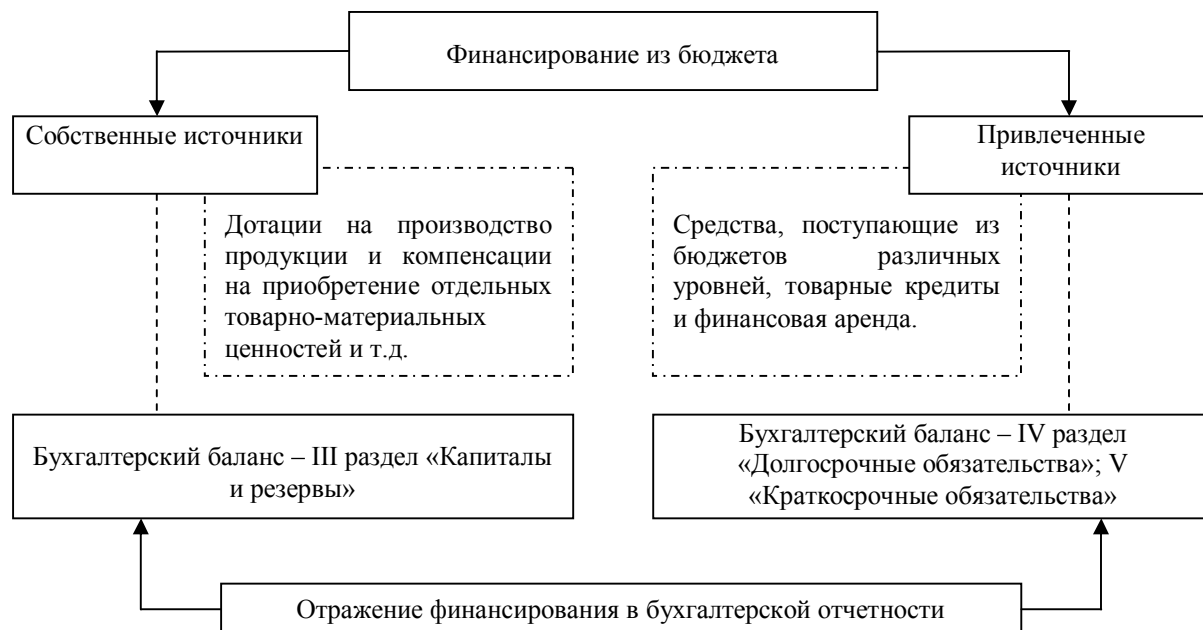 Финансирование из бюджета
Собственные источники
Привлеченные
источники
Дотации на производство
продукции и компенсации
на приобретение отдельных
товарно-материальных
ценностей и т.д.
Средства, поступающие из
бюджетов различных
уровней, товарные кредиты
и финансовая аренда.
Бухгалтерский баланс – III раздел «Капиталы
и резервы»
Бухгалтерский баланс – IV раздел
«Долгосрочные обязательства»; V
«Краткосрочные обязательства»
Отражение финансирования в бухгалтерской отчетности